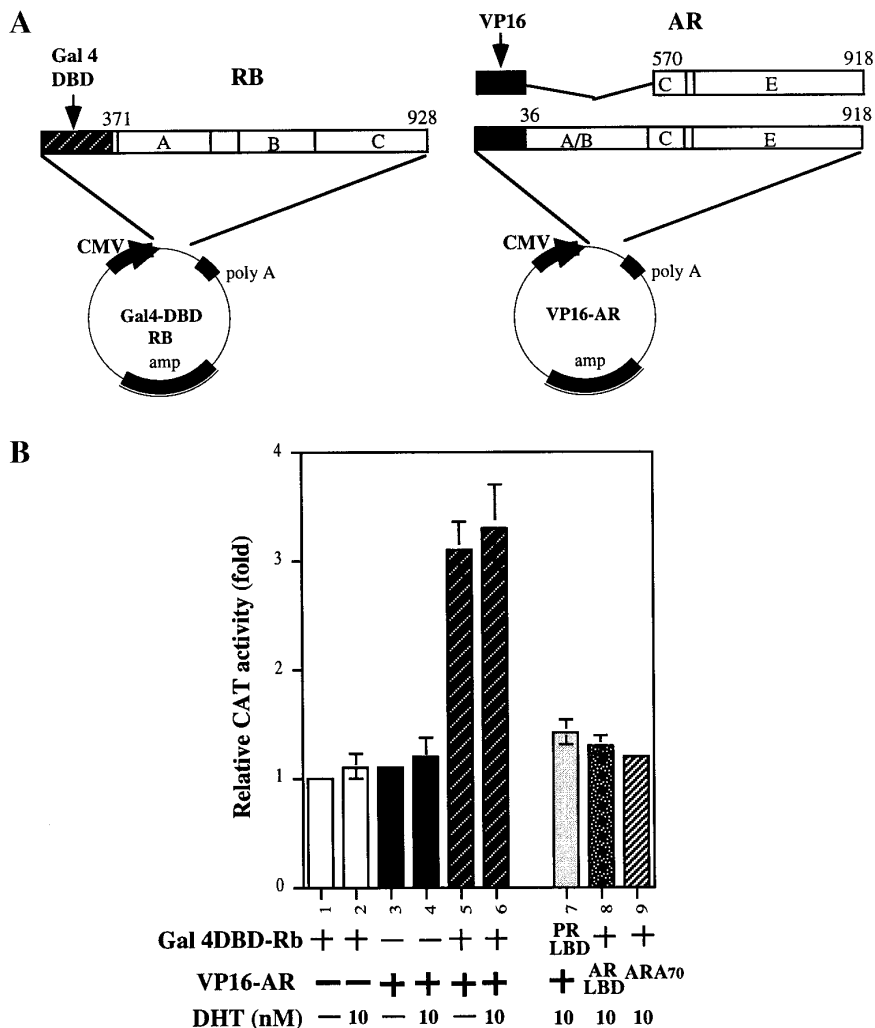 A
Gal 4
DBD
RB
371
928
A
B
C
CMV
poly A
Gal4-DBD
RB
amp
VP16
AR
570
918
C
E
36
918
A/B
C
E
CMV
poly A
VP16-AR
amp
B
Relative CAT activity (fold)
4
3
2
1
0
1 2 3 4 5 6 7 8 9
Gal 4DBD-Rb + + — — + + PR LBD + +
VP16-AR — — + + + + + AR LBD ARA70
DHT (nM) — 10 — 10 — 10 10 10 10